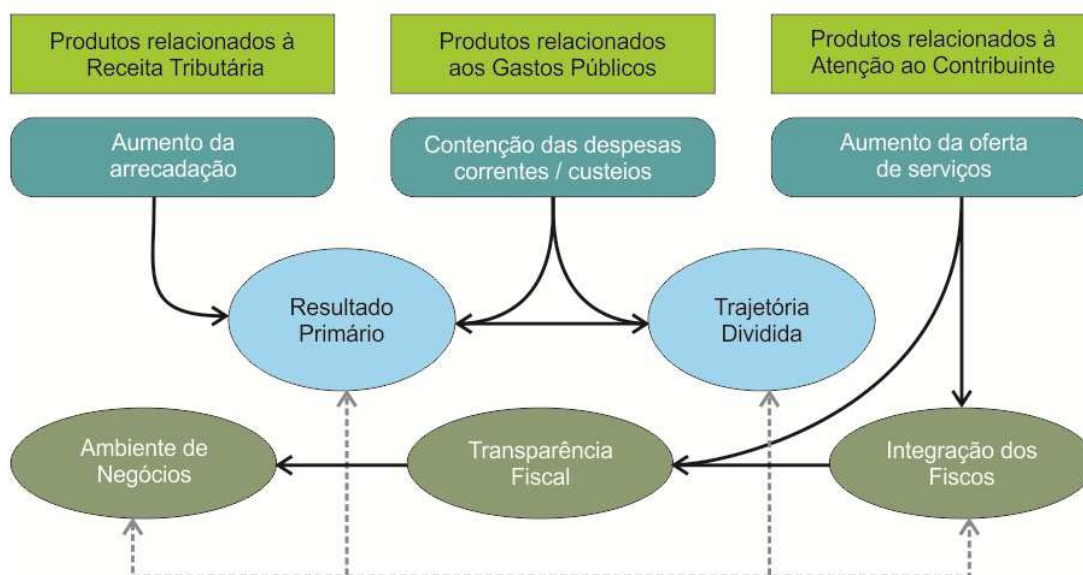 Produtos relacionados à
Receita Tributária
Produtos relacionados
aos Gastos Públicos
Produtos relacionados à
Atenção ao Contribuinte
Aumento da
arrecadação
Contenção das despesas
correntes / custeios
Aumento da oferta
de serviços
Resultado
Primário
Trajetória
Dividida
Ambiente de
Negócios
Transparência
Fiscal
Integração dos
Fiscos